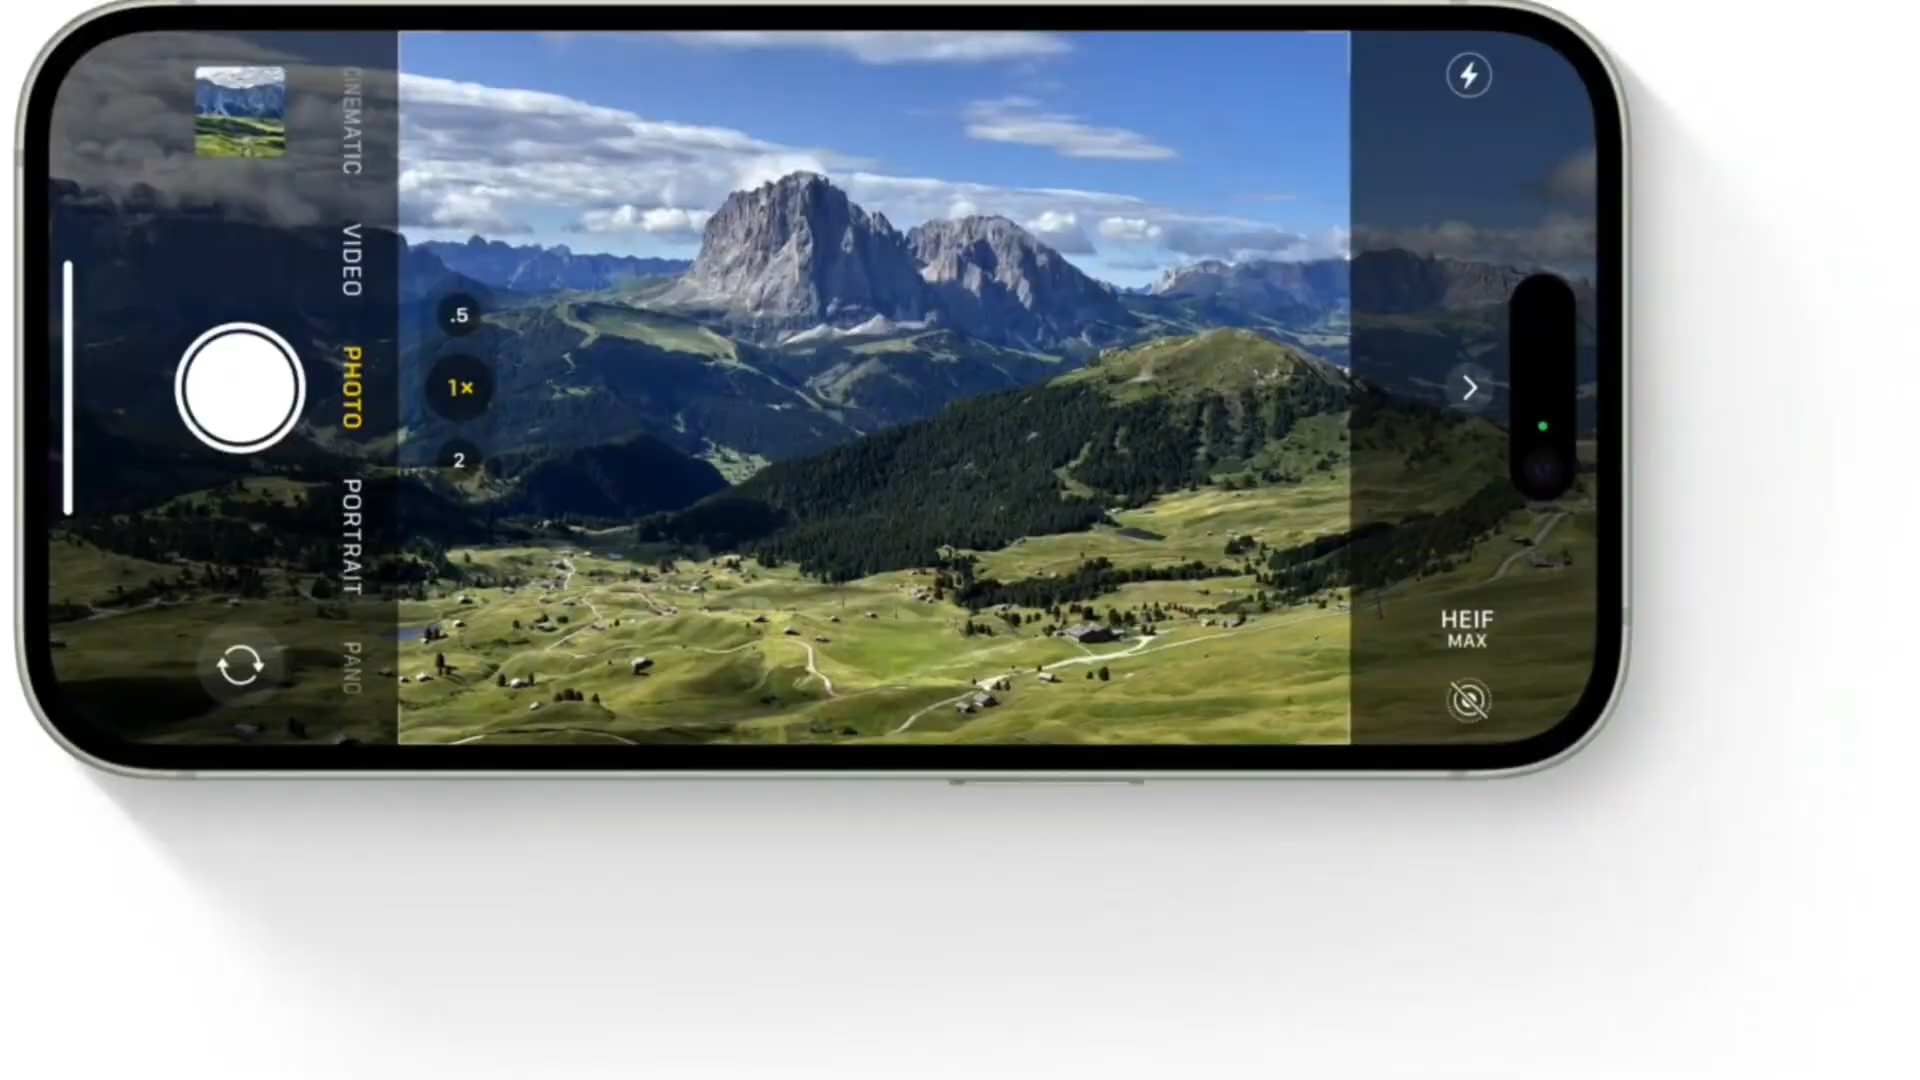 CINEMATIC
VIDEO
PHOTO
PORTRAIT
PANO
.5
1×
2
HEIF
MAX